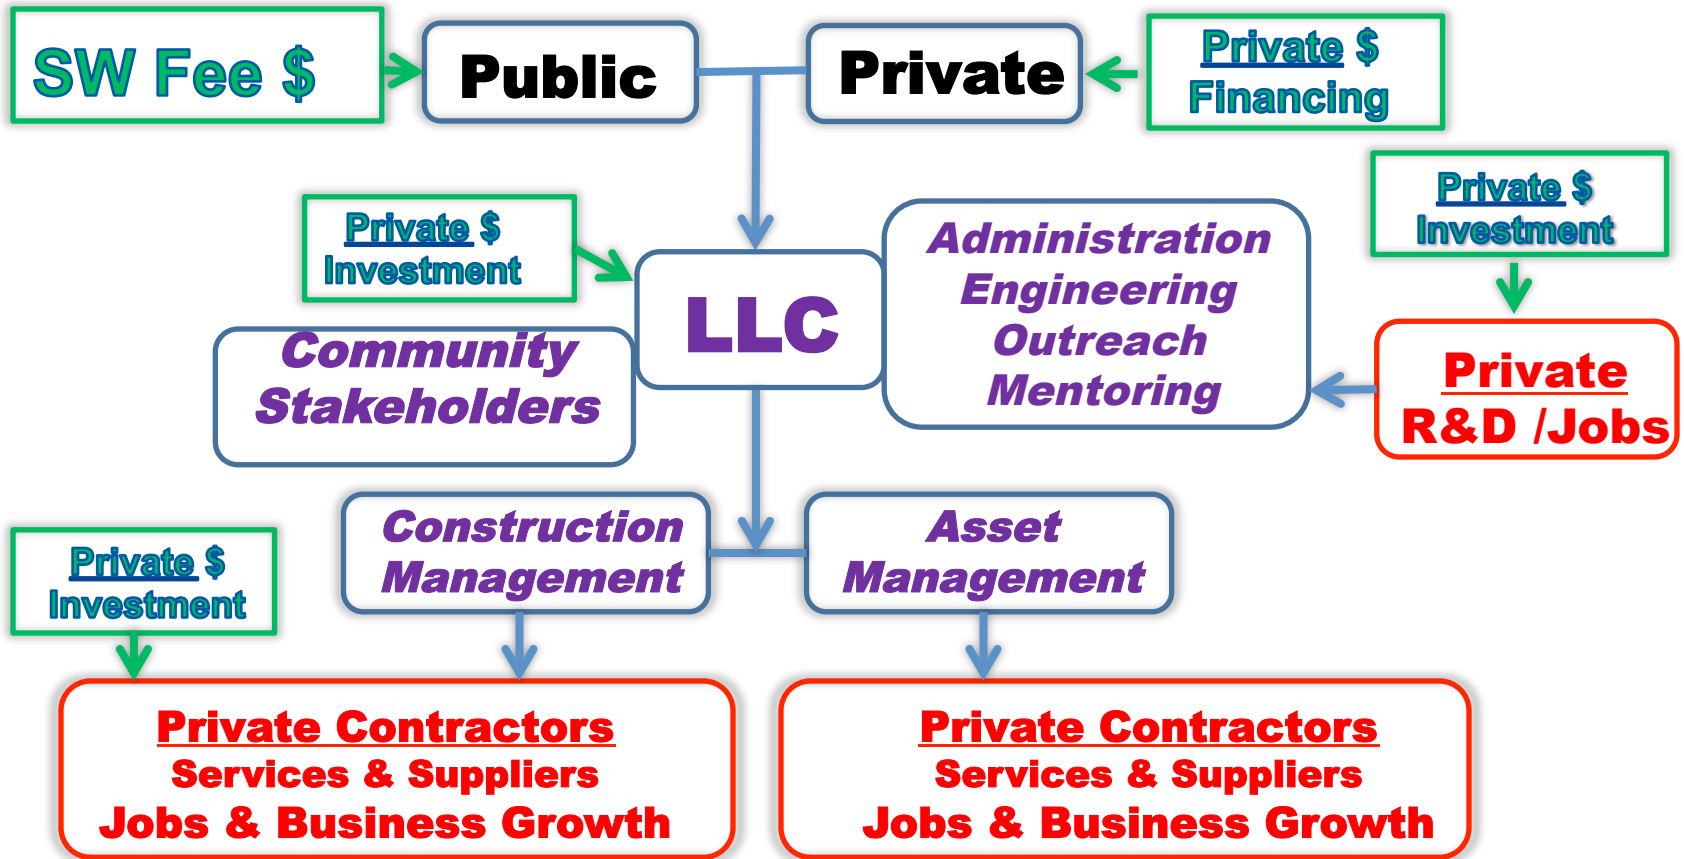 SW Fee $
Public
Private
Private $
Financing
Private $
Investment
Private $
Investment
LLC
Administration
Engineering
Outreach
Mentoring
Community
Stakeholders
Private
R&D /Jobs
Construction
Management
Asset
Management
Private $
Investment
Private Contractors
Services & Suppliers
Jobs & Business Growth
Private Contractors
Services & Suppliers
Jobs & Business Growth